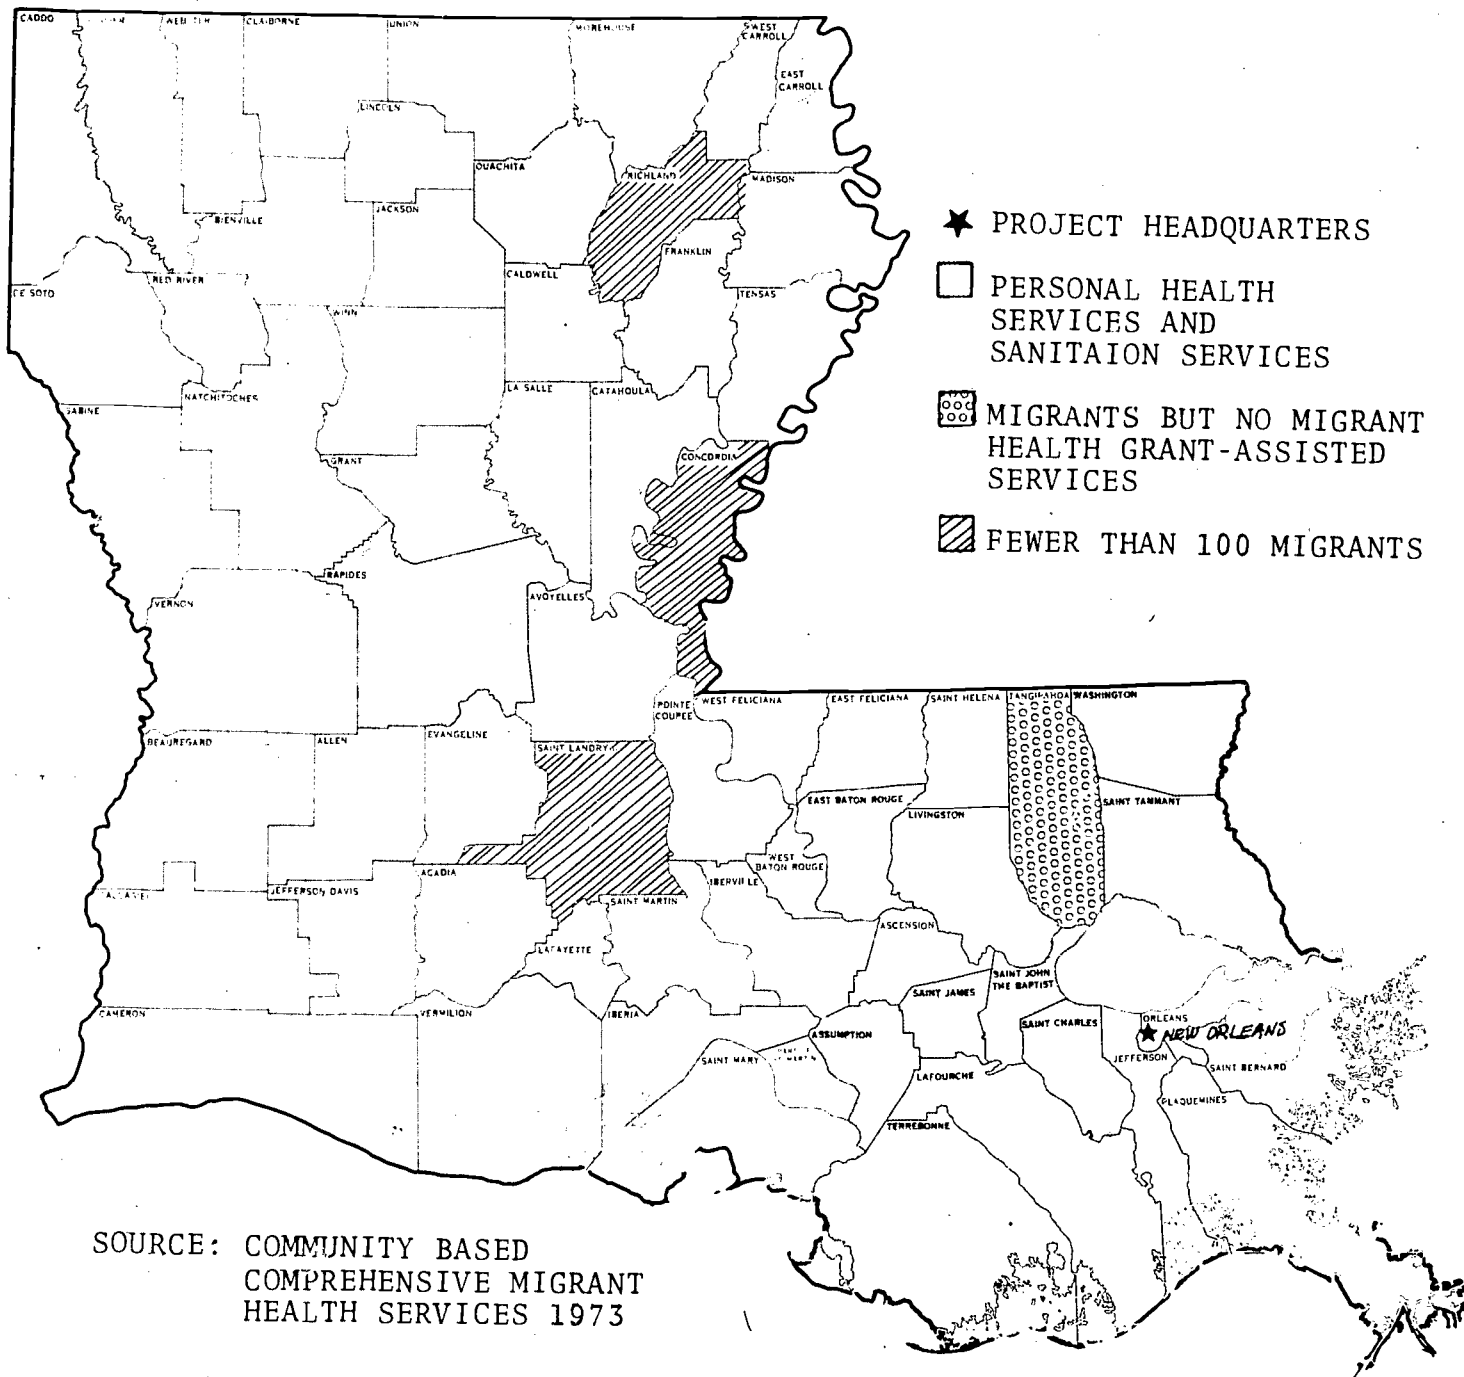 CADDO
CLAIBORNE
UNION
MOREHOUSE
WEST
CARROLL
EAST
CARROLL
LINCOLN
OUACHITA
RICHLAND
MADISON
BIENVILLE
JACKSON
FRANKLIN
CALDWELL
TENSAS
RED RIVER
DE SOTO
WINN
NATCHITOCHES
LA SALLE
CATAHOULA
SABINE
GRANT
CONCORDIA
RAPIDES
VERNON
AVOYELLES
★ PROJECT HEADQUARTERS
PERSONAL HEALTH
SERVICES AND
SANITAION SERVICES
MIGRANTS BUT NO MIGRANT
HEALTH GRANT-ASSISTED
SERVICES
FEWER THAN 100 MIGRANTS
POINTE
COUPEE
WEST FELICIANA
EAST FELICIANA
SAINT HELENA
TANGIPAHOA
WASHINGTON
BEAUREGARD
ALLEN
EVANGELINE
SAINT LANDRY
EAST BATON ROUGE
LIVINGSTON
SAINT TAMMANY
WEST
BATON ROUGE
ACADIA
JEFFERSON DAVIS
IBERVILLE
SAINT MARTIN
ASCENSION
LAFAYETTE
SAINT JOHN
THE BAPTIST
SAINT JAMES
CAMERON
VERMILION
IBERIA
SAINT CHARLES
ORLEANS
★ NEW ORLEANS
ASSUMPTION
JEFFERSON
SAINT MARY
SAINT BERNARD
LAFOURCHE
PLAQUEMINES
TERREBONNE
SOURCE: COMMUNITY BASED
COMPREHENSIVE MIGRANT
HEALTH SERVICES 1973